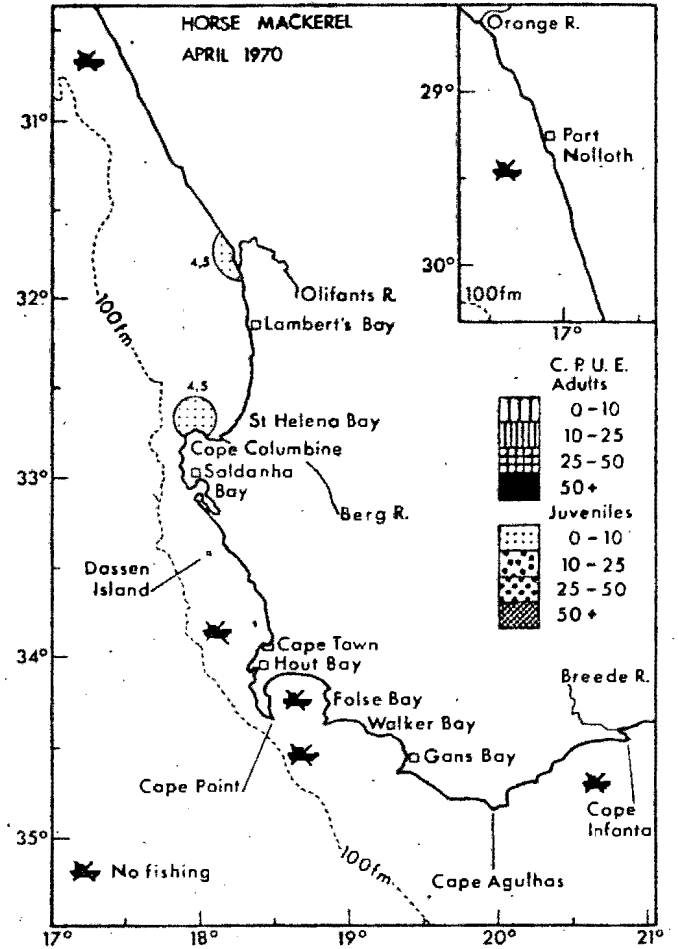 HORSE MACKEREL
APRIL 1970
Orange R.
29°
Port
Nolloth
30°
100fm
17°
31°
4,5
Olifants R.
32°
100fm
Lambert's Bay
4,5
St Helena Bay
Cape Columbine
33°
Saldanha
Bay
Berg R.
Dassen
Island
Cape Town
34°
Hout Bay
False Bay
Walker Bay
Gans Bay
Breede R.
Cape Point
Cape
Infanta
35°
100fm
No fishing
Cape Agulhas
17°
18°
19°
20°
21°
C. P. U. E.
Adults
0-10
10-25
25-50
50+
Juveniles
0-10
10-25
25-50
50+